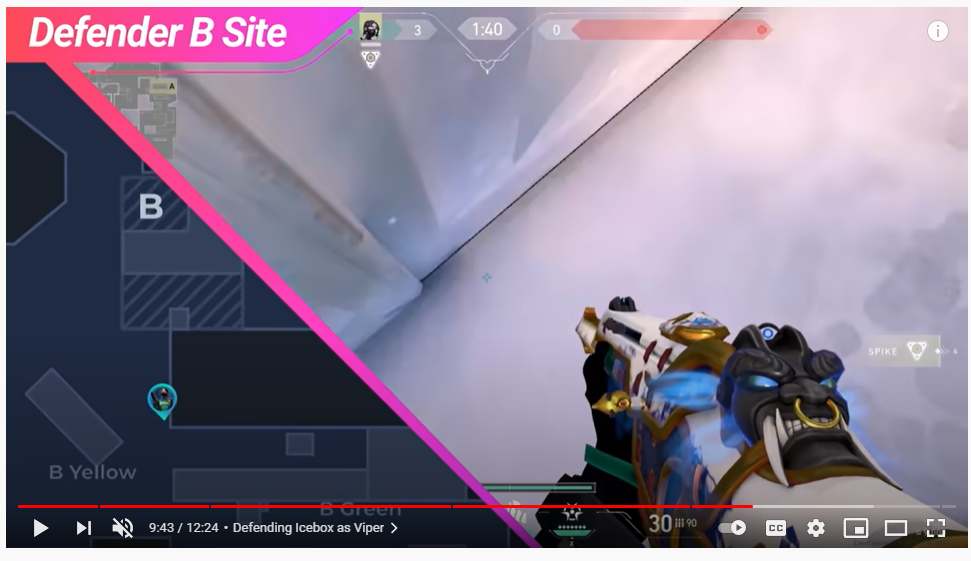 Defender B Site
3
1:40
0
A
B
SPIKE
B Yellow
B Green
9:43 / 12:24 • Defending Icebox as Viper
30 90
CC
X